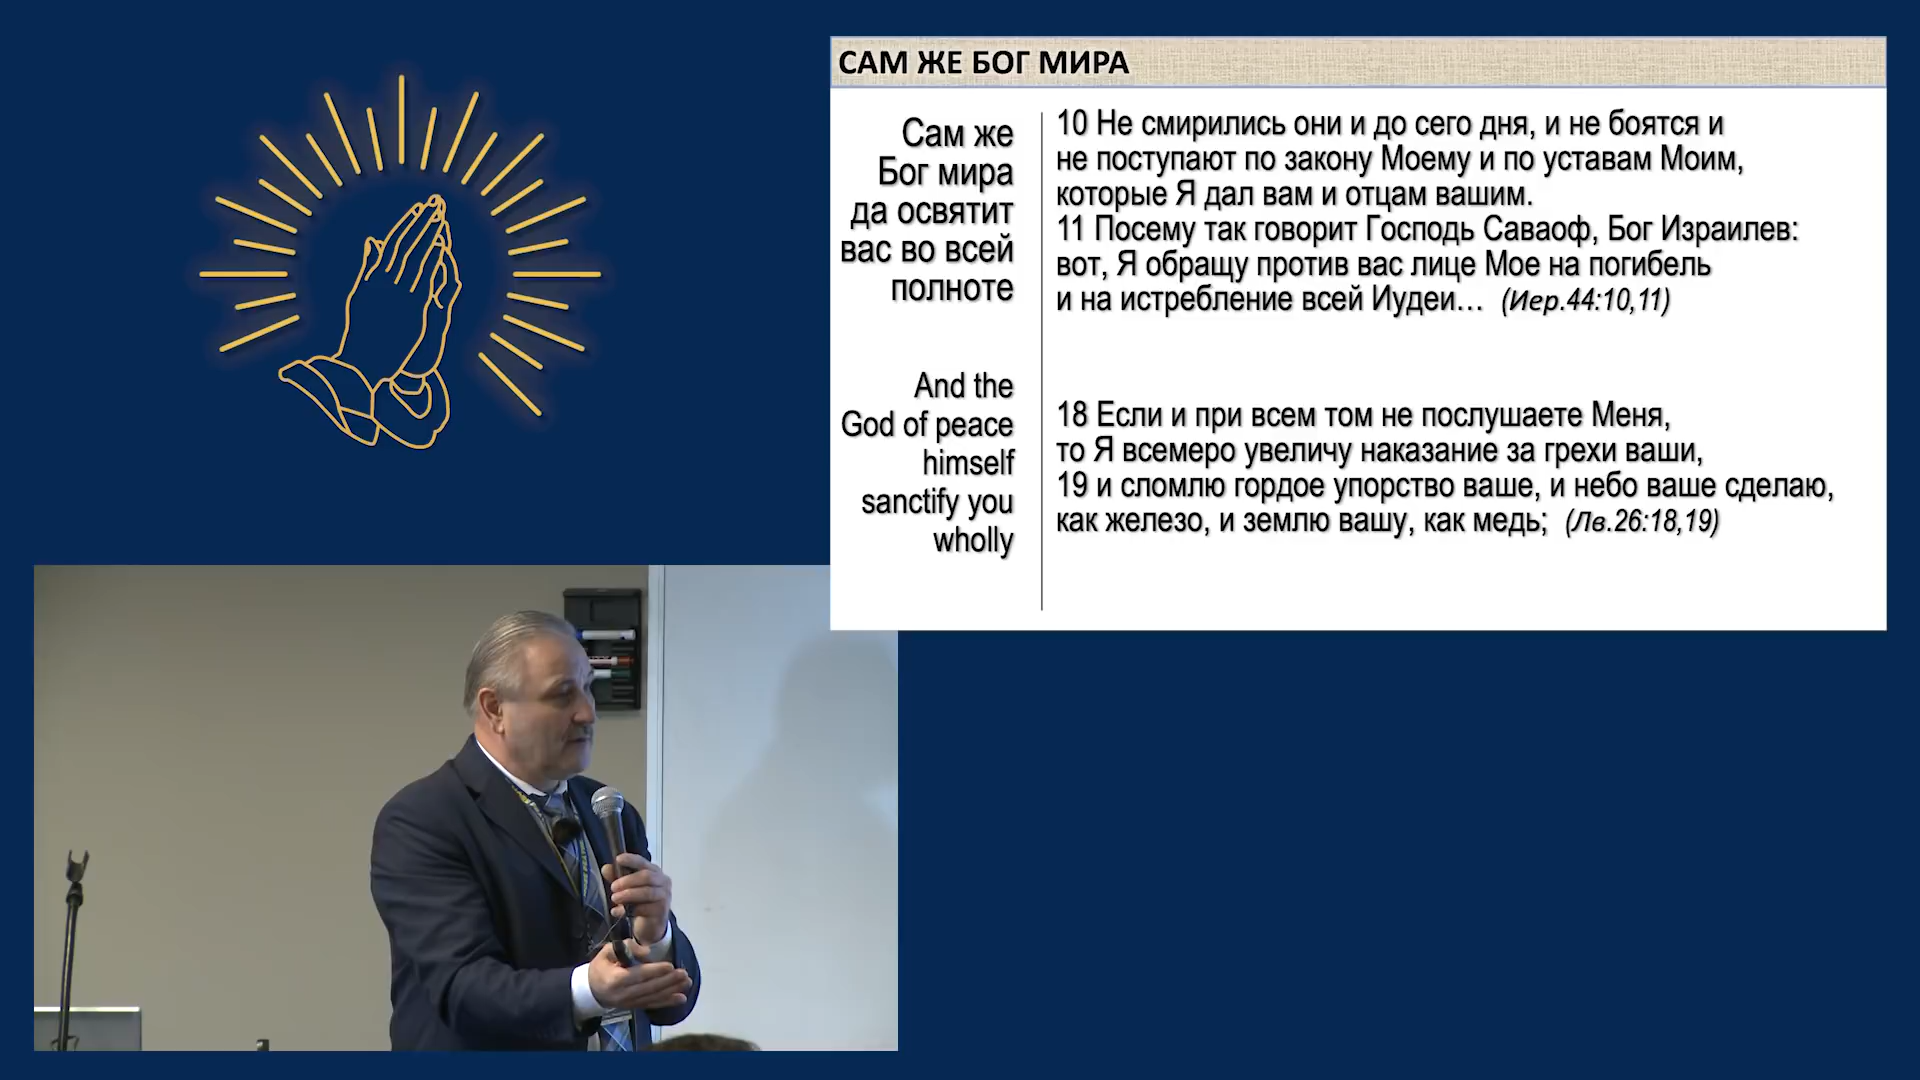 САМ ЖЕ БОГ МИРА
Сам же
Бог мира
да освятит
вас во всей
полноте
And the
God of peace
himself
sanctify you
wholly
10 Не смирились они и до сего дня, и не боятся и
не поступают по закону Моему и по уставам Моим,
которые Я дал вам и отцам вашим.
11 Посему так говорит Господь Саваоф, Бог Израилев:
вот, Я обращу против вас лице Мое на погибель
и на истребление всей Иудеи... (Иер.44:10,11)
18 Если и при всем том не послушаете Меня,
то Я всемеро увеличу наказание за грехи ваши,
19 и сломлю гордое упорство ваше, и небо ваше сделаю,
как железо, и землю вашу, как медь; (Лв.26:18,19)